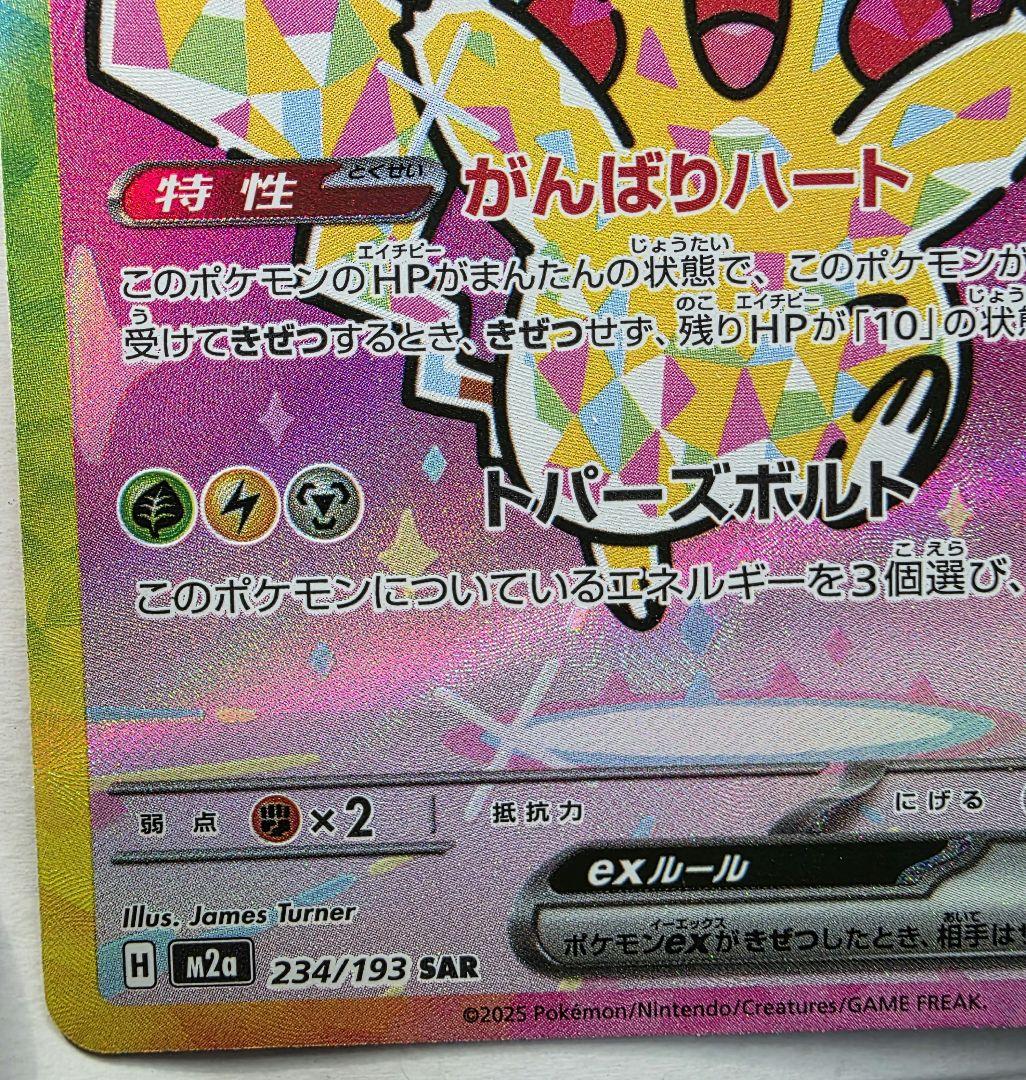 特性 とくせい がんばりハート
エイチピー じょうたい
このポケモンのHPがまんたんの状態で、このポケモンが
う のこ エイチピー じょう
受けてきぜつするとき、きぜつせず、残りHPが「10」の状態
トパーズボルト
こ えら
このポケモンについているエネルギーを3個選び、
弱点 ×2 抵抗力 にげる
exルール
イーエックス あいて
ポケモンexがきぜつしたとき、相手は
Illus. James Turner
H M2a 234/193 SAR
©2025 Pokémon/Nintendo/Creatures/GAME FREAK.